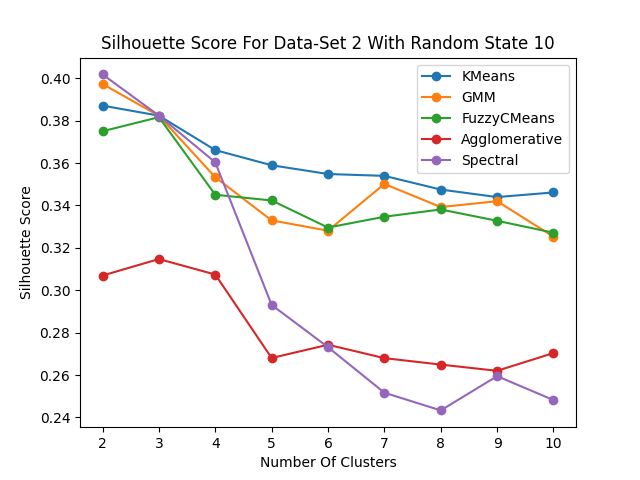 Silhouette Score For Data-Set 2 With Random State 10
KMeans
GMM
FuzzyCMeans
Agglomerative
Spectral
Silhouette Score
0.40
0.38
0.36
0.34
0.32
0.30
0.28
0.26
0.24
2 3 4 5 6 7 8 9 10
Number Of Clusters